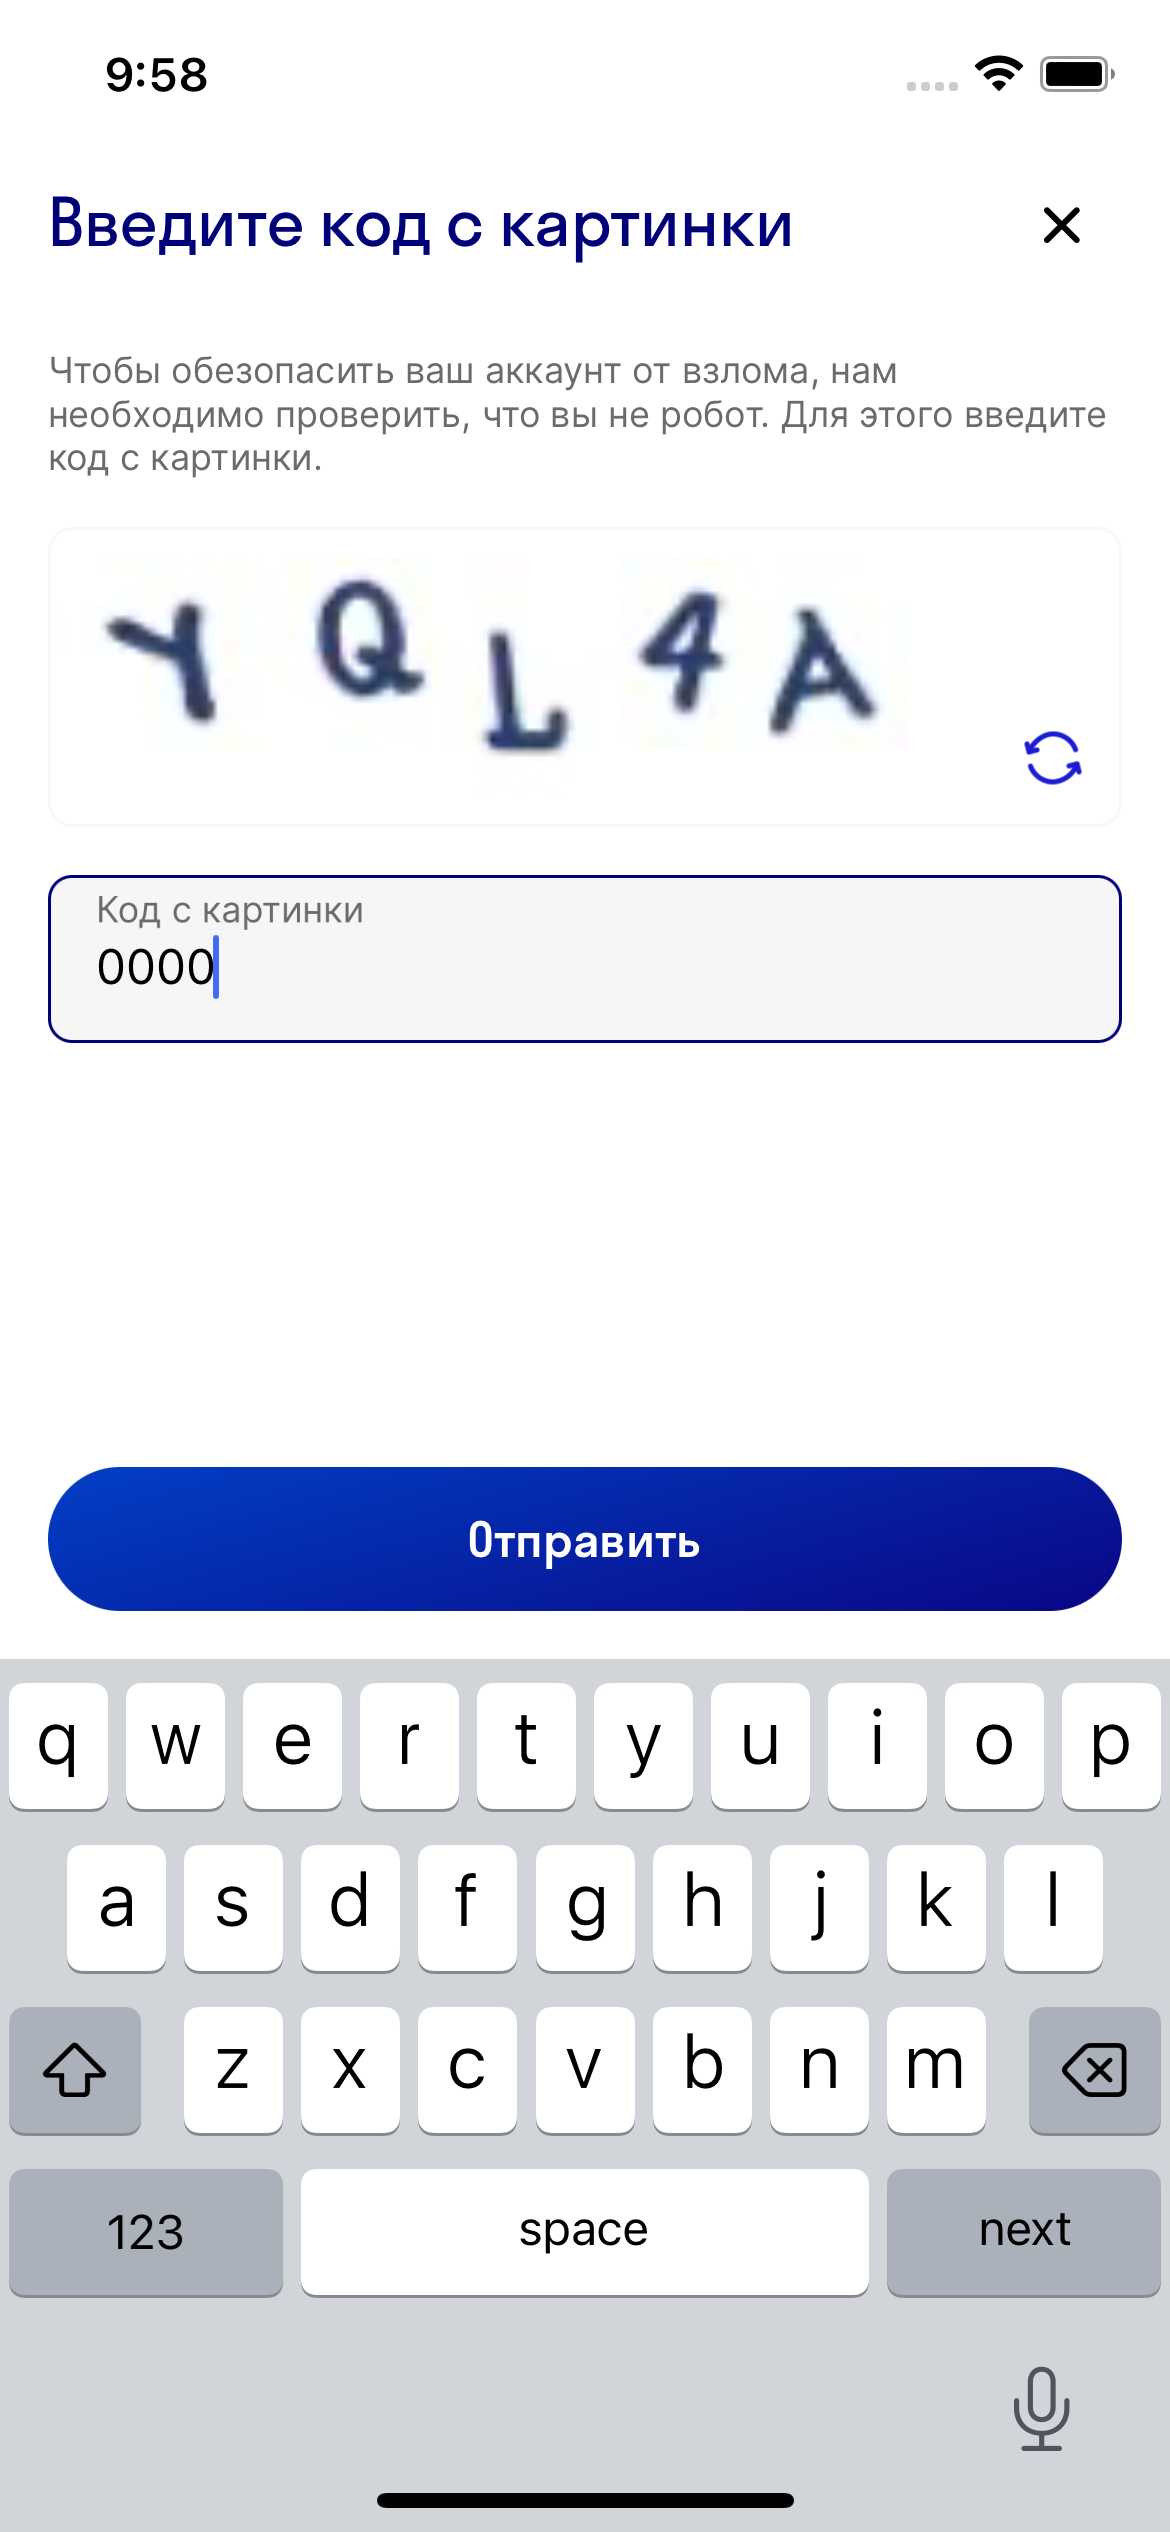 9:58
Введите код с картинки
Чтобы обезопасить ваш аккаунт от взлома, нам
необходимо проверить, что вы не робот. Для этого введите
код с картинки.
Y Q L 4 A
Код с картинки
0000
Отправить
q w e r t y u i o p
a s d f g h j k l
z x c v b n m
123 space next